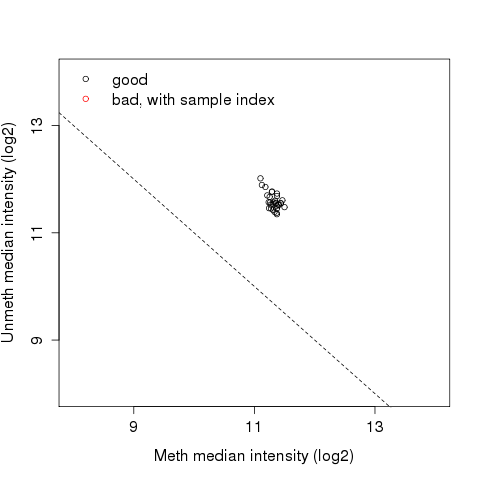 good
bad, with sample index
Unmeth median intensity (log2)
13
11
9
9 11 13
Meth median intensity (log2)